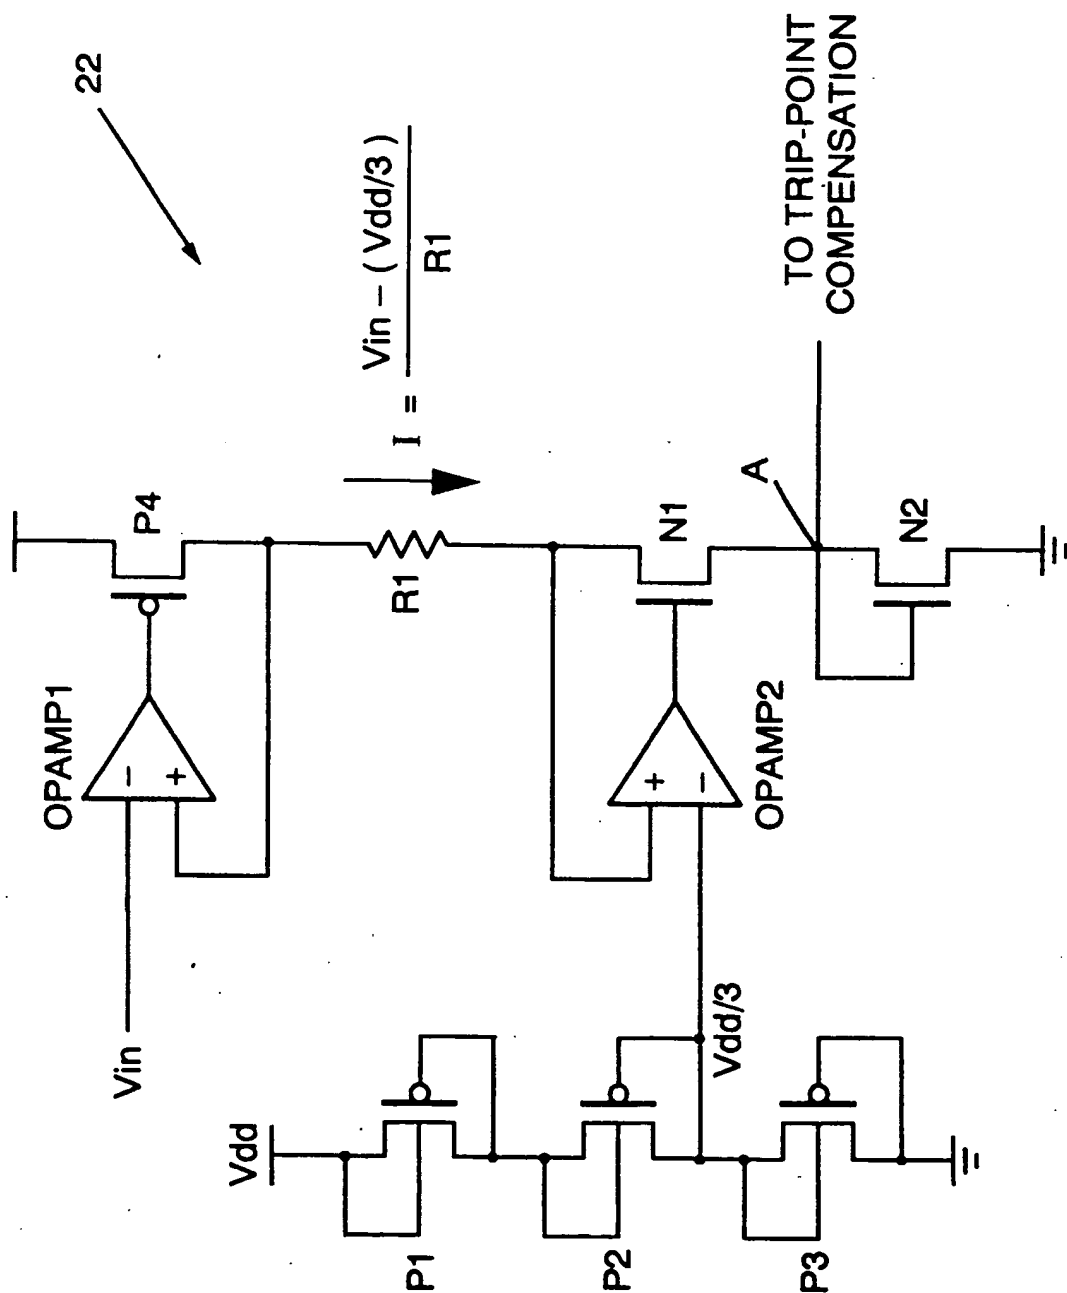 22
P4
OPAMP1
−
+
Vin
I = Vin − ( Vdd/3 )
R1
R1
Vdd
P1
P2
P3
Vdd/3
+
−
OPAMP2
N1
A
N2
TO TRIP-POINT
COMPENSATION